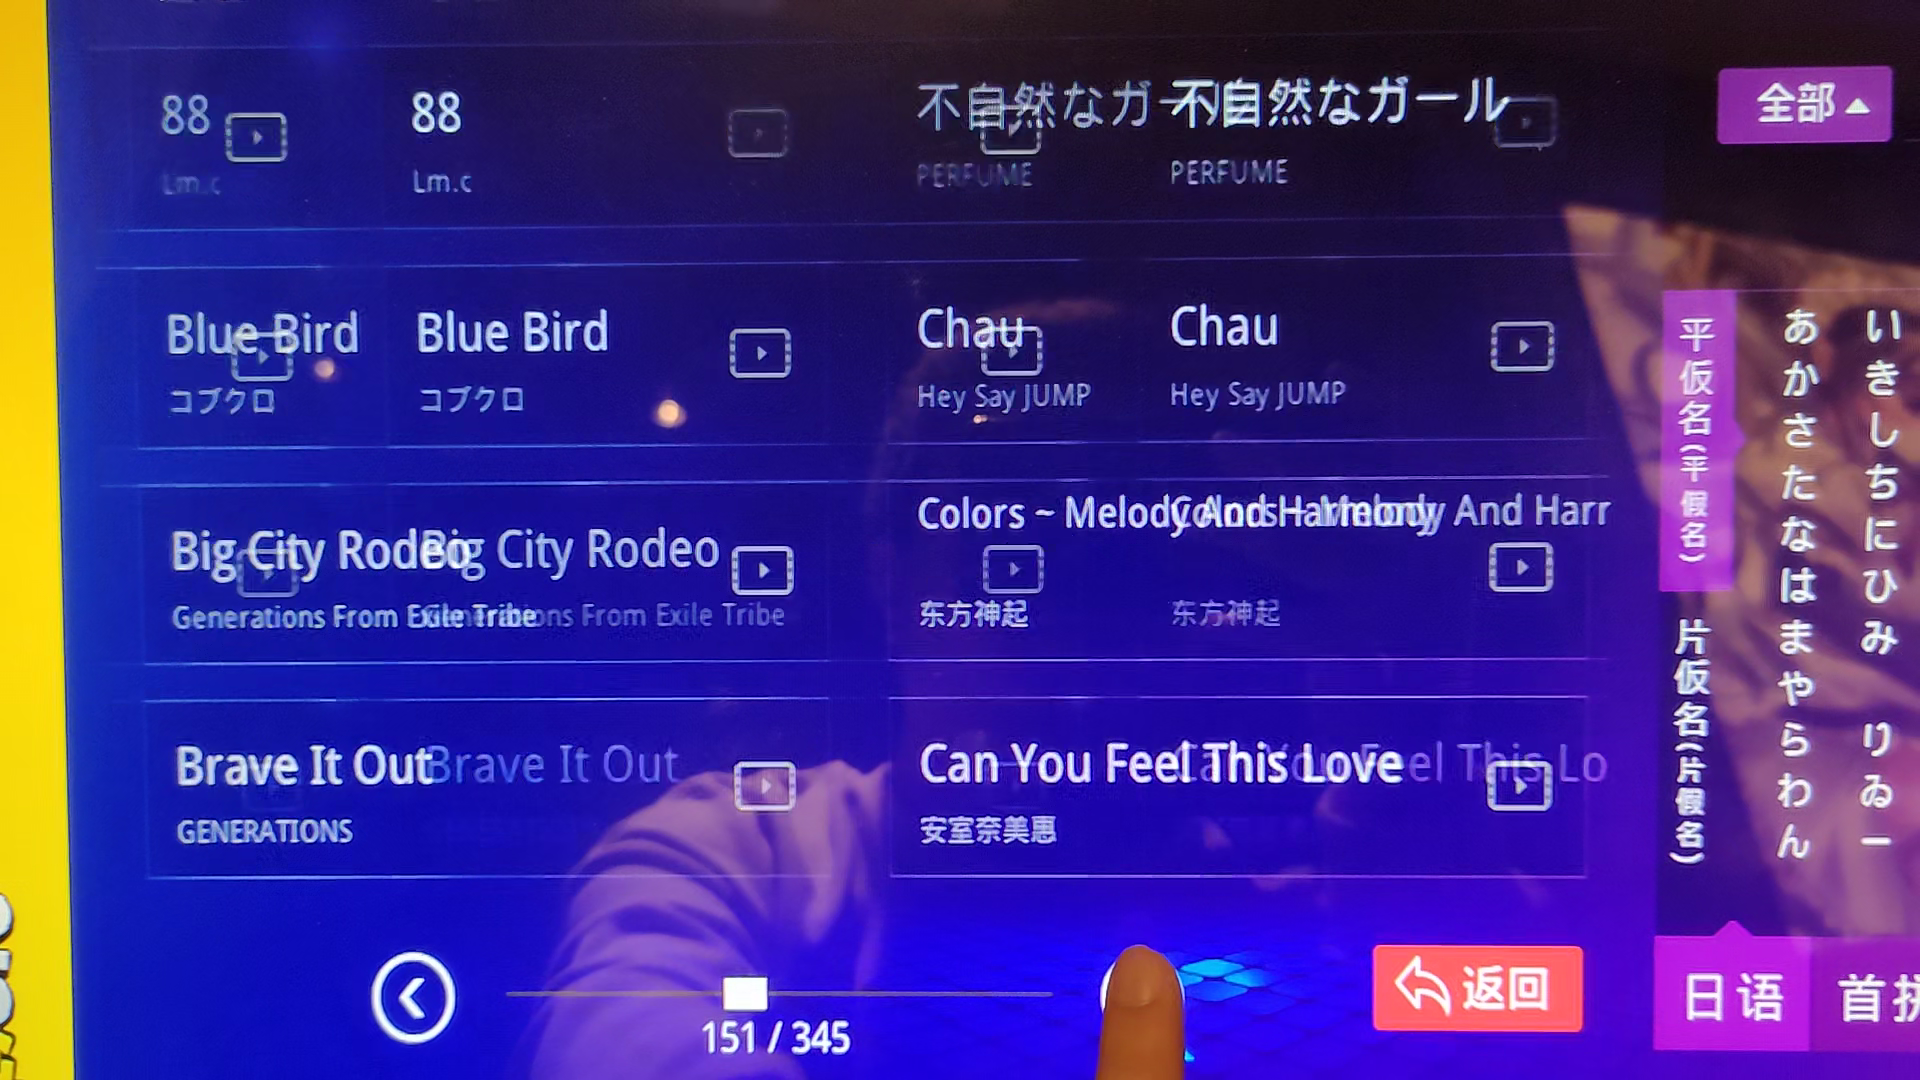 88
Lm.c
88
Lm.c
不自然なガール
PERFUME
不自然なガール
PERFUME
全部
Blue Bird
コブクロ
Blue Bird
コブクロ
Chau
Hey Say JUMP
Chau
Hey Say JUMP
Big City Rodeo
Generations From Exile Tribe
Big City Rodeo
Generations From Exile Tribe
Colors ~ Melody And Harmony
东方神起
Colors ~ Melody And Harr
东方神起
Brave It Out
GENERATIONS
Brave It Out
Can You Feel This Love
安室奈美惠
Can You Feel This Lo
平仮名(平假名)
片仮名(片假名)
あかさたなはまやらわん
いきしちにひみ りゐー
151 / 345
返回
日语
首拼